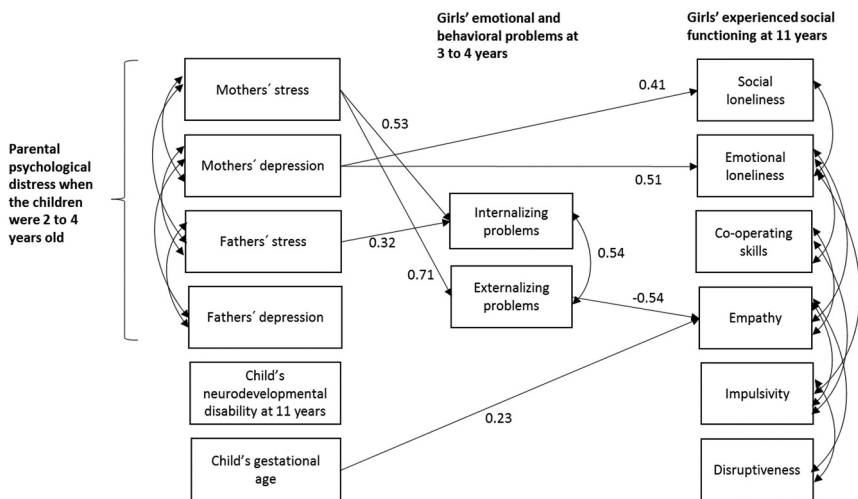 Girls’ emotional and
behavioral problems at
3 to 4 years
Girls’ experienced social
functioning at 11 years
Parental
psychological
distress when
the children
were 2 to 4
years old
Mothers´ stress
Mothers´ depression
Fathers´ stress
Fathers´ depression
Child’s
neurodevelopmental
disability at 11 years
Child’s gestational
age
0.53
0.41
0.51
0.32
0.71
Internalizing
problems
Externalizing
problems
0.54
-0.54
0.23
Social
loneliness
Emotional
loneliness
Co-operating
skills
Empathy
Impulsivity
Disruptiveness